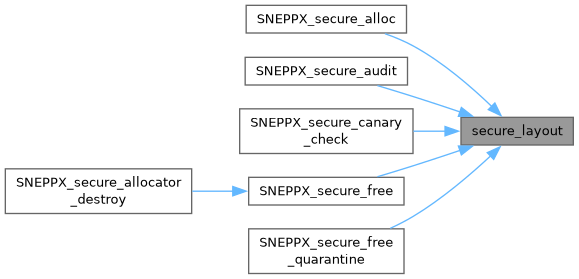 SNEPPX_secure_alloc
SNEPPX_secure_audit
SNEPPX_secure_canary
_check
secure_layout
SNEPPX_secure_allocator
_destroy
SNEPPX_secure_free
SNEPPX_secure_free
_quarantine